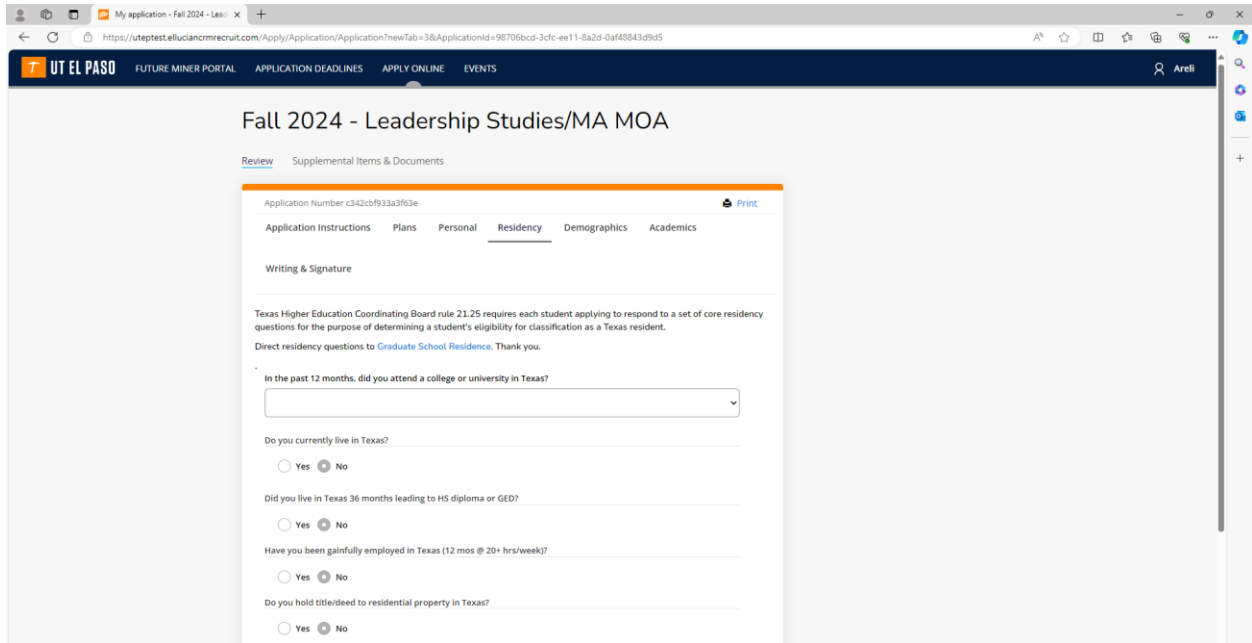 My application - Fall 2024 - Lead
https://uteptest.elluciancrmrecruit.com/Apply/Application/Application?newTab=3&ApplicationId=98706bcd-3cfc-ee11-8a2d-0af48843d9d5
T UT EL PASO FUTURE MINER PORTAL APPLICATION DEADLINES APPLY ONLINE EVENTS Areli
Fall 2024 - Leadership Studies/MA MOA
Review Supplemental Items & Documents
Application Number c342cbf933a3f63e Print
Application Instructions Plans Personal Residency Demographics Academics
Writing & Signature
Texas Higher Education Coordinating Board rule 21.25 requires each student applying to respond to a set of core residency
questions for the purpose of determining a student's eligibility for classification as a Texas resident.
Direct residency questions to Graduate School Residence. Thank you.
.
In the past 12 months, did you attend a college or university in Texas?
Do you currently live in Texas?
Yes No
Did you live in Texas 36 months leading to HS diploma or GED?
Yes No
Have you been gainfully employed in Texas (12 mos @ 20+ hrs/week)?
Yes No
Do you hold title/deed to residential property in Texas?
Yes No